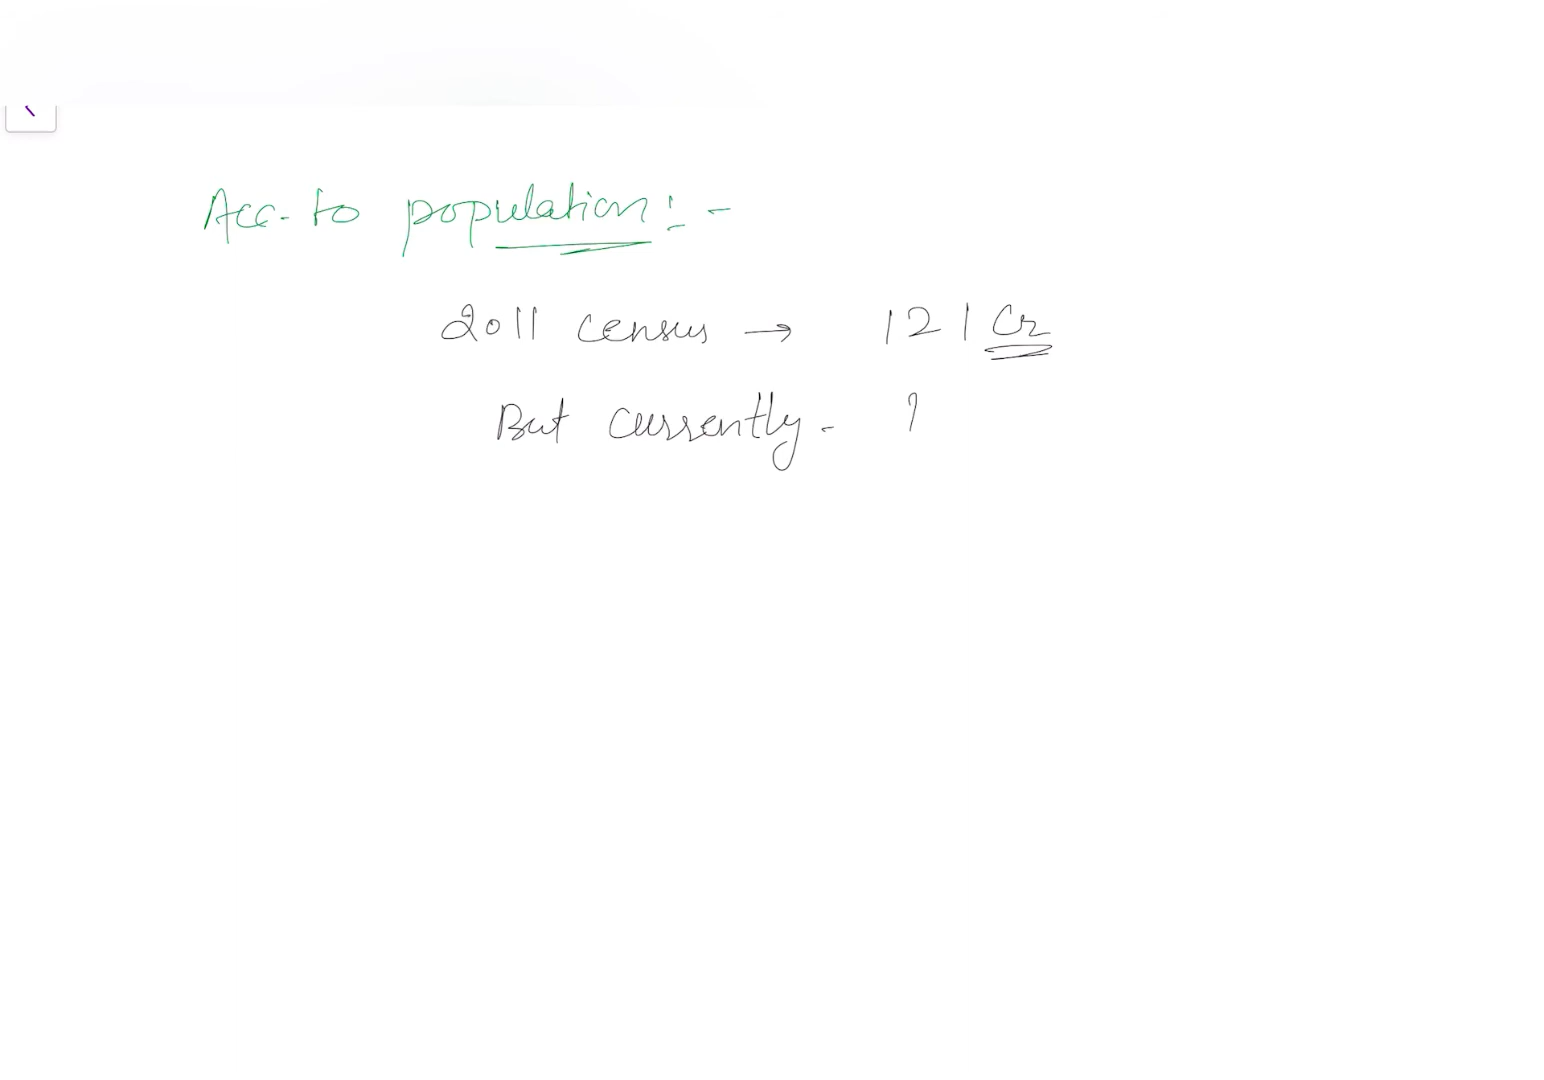 Acc. to population:-
2011 census → 121 Cr
But currently - ?